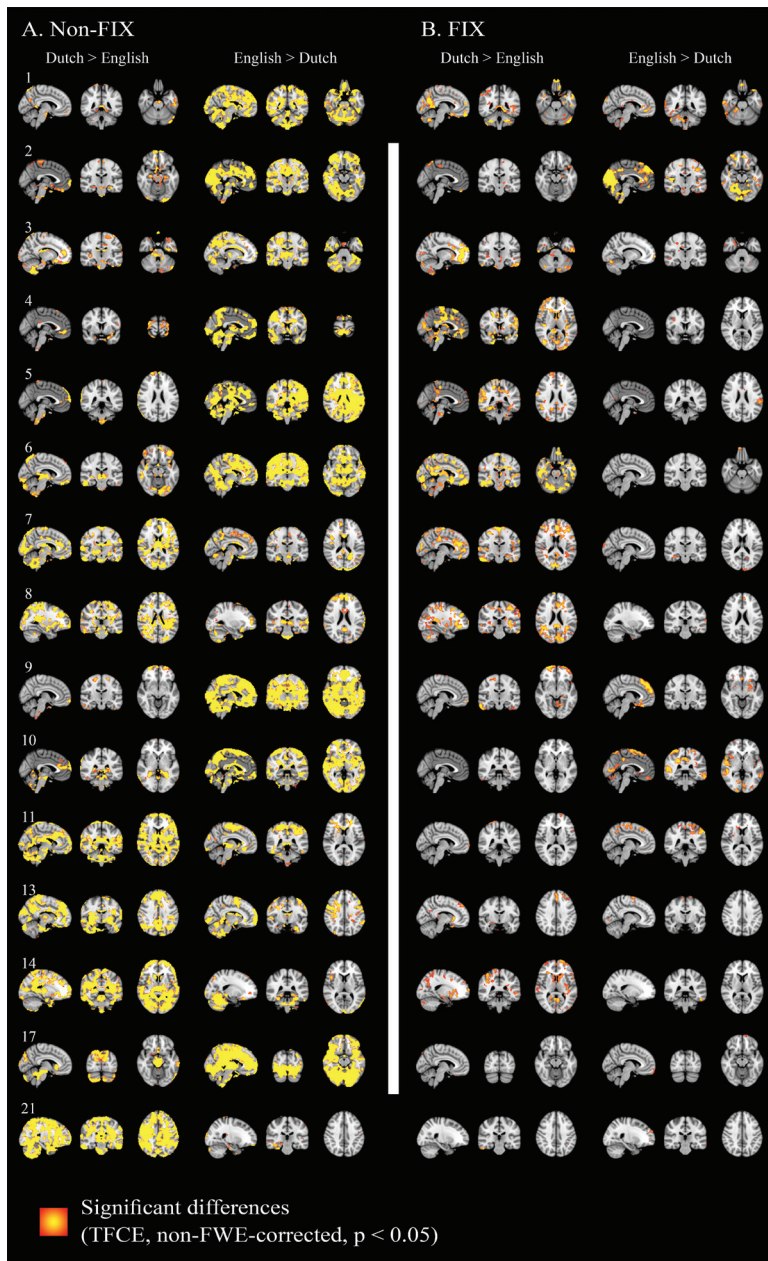 A. Non-FIX
B. FIX
Dutch > English
English > Dutch
Dutch > English
English > Dutch
1
2
3
4
5
6
7
8
9
10
11
13
14
17
21
Significant differences
(TFCE, non-FWE-corrected, p < 0.05)